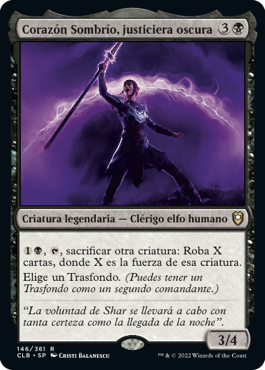 Corazón Sombrío, justiciera oscura 3
Criatura legendaria — Clérigo elfo humano
1, sacrificar otra criatura: Roba X
cartas, donde X es la fuerza de esa criatura.
Elige un Trasfondo. (Puedes tener un
Trasfondo como un segundo comandante.)
“La voluntad de Shar se llevará a cabo con
tanta certeza como la llegada de la noche”.
3/4
146/361 R
CLB • SP CRISTI BALANESCU
™ & © 2022 Wizards of the Coast